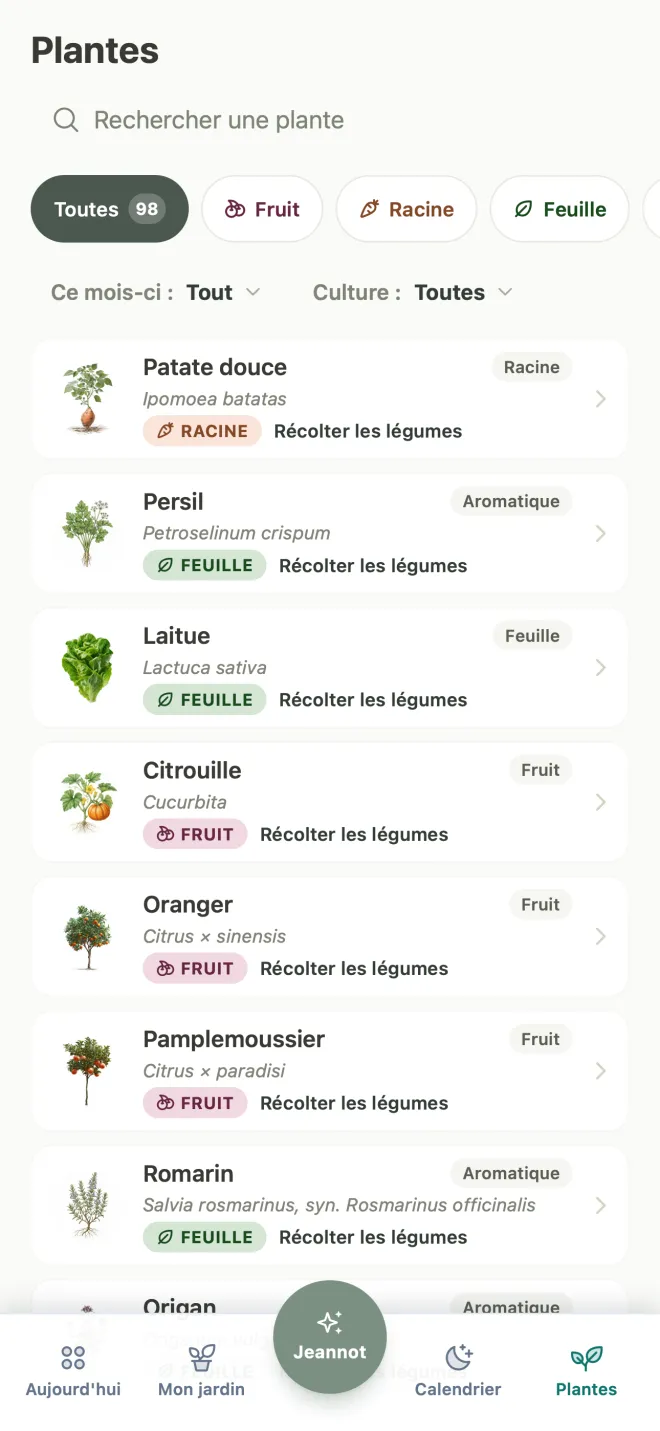 Plantes
Rechercher une plante
Toutes 98 Fruit Racine Feuille
Ce mois-ci : Tout Culture : Toutes
Patate douce Racine
Ipomoea batatas
RACINE Récolter les légumes
Persil Aromatique
Petroselinum crispum
FEUILLE Récolter les légumes
Laitue Feuille
Lactuca sativa
FEUILLE Récolter les légumes
Citrouille Fruit
Cucurbita
FRUIT Récolter les légumes
Oranger Fruit
Citrus × sinensis
FRUIT Récolter les légumes
Pamplemoussier Fruit
Citrus × paradisi
FRUIT Récolter les légumes
Romarin Aromatique
Salvia rosmarinus, syn. Rosmarinus officinalis
FEUILLE Récolter les légumes
Origan Aromatique
Jeannot
Aujourd'hui Mon jardin Calendrier Plantes